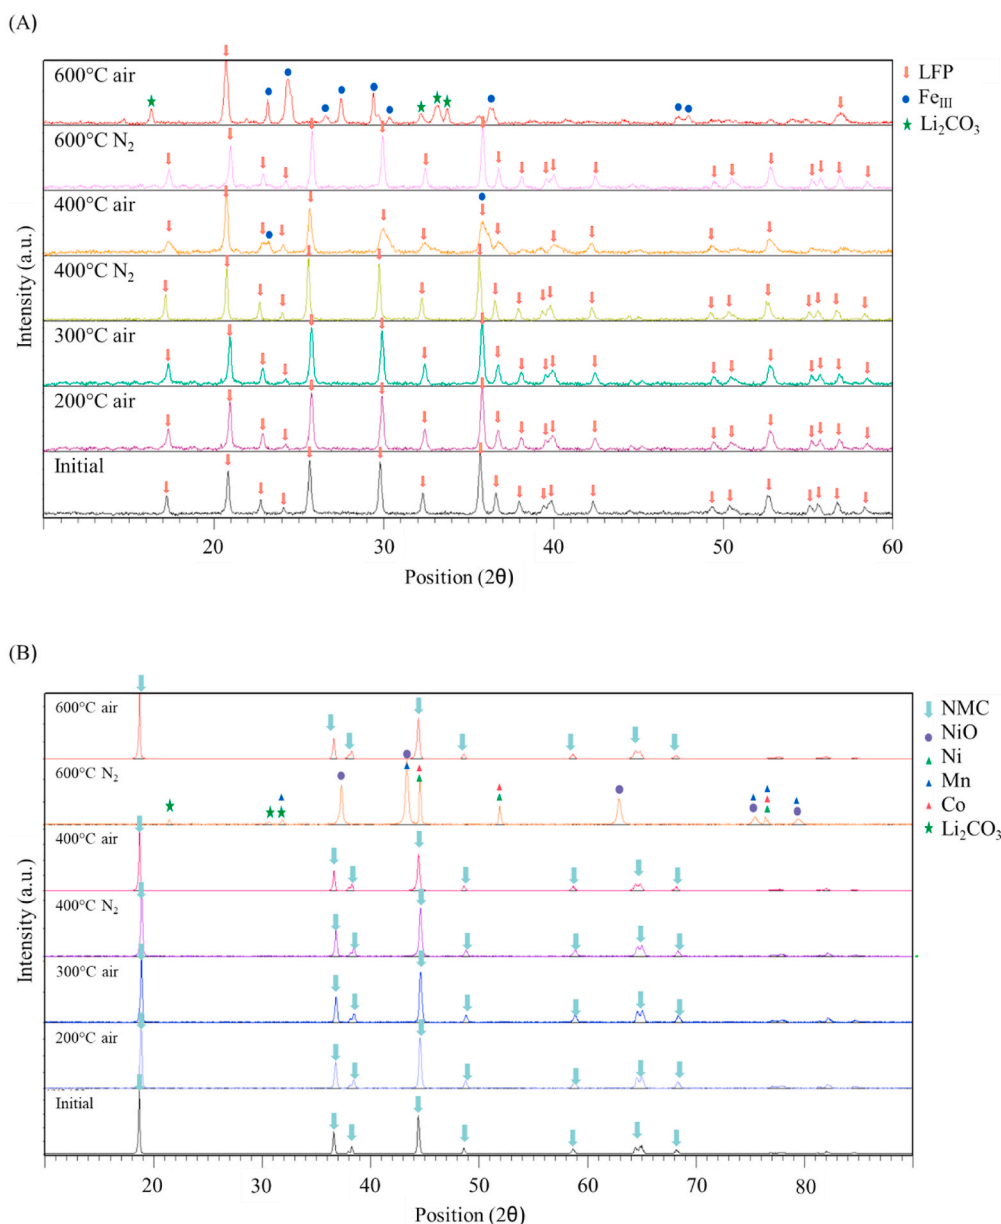 (A)
600°C air
600°C N₂
400°C air
400°C N₂
300°C air
200°C air
Initial
Intensity (a.u.)
20 30 40 50 60
Position (2θ)
LFP
Feᴵᴵᴵ
Li₂CO₃
(B)
600°C air
600°C N₂
400°C air
400°C N₂
300°C air
200°C air
Initial
Intensity (a.u.)
20 30 40 50 60 70 80
Position (2θ)
NMC
NiO
Ni
Mn
Co
Li₂CO₃